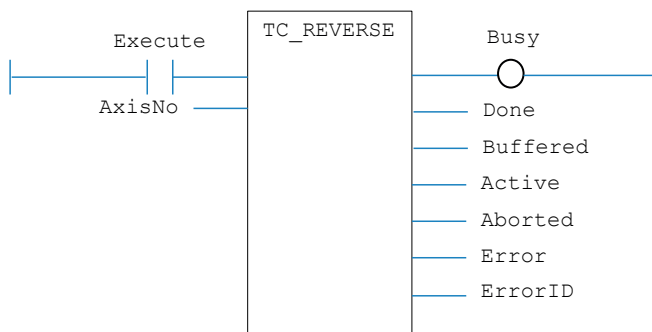 TC_REVERSE
Execute
Busy
AxisNo
Done
Buffered
Active
Aborted
Error
ErrorID